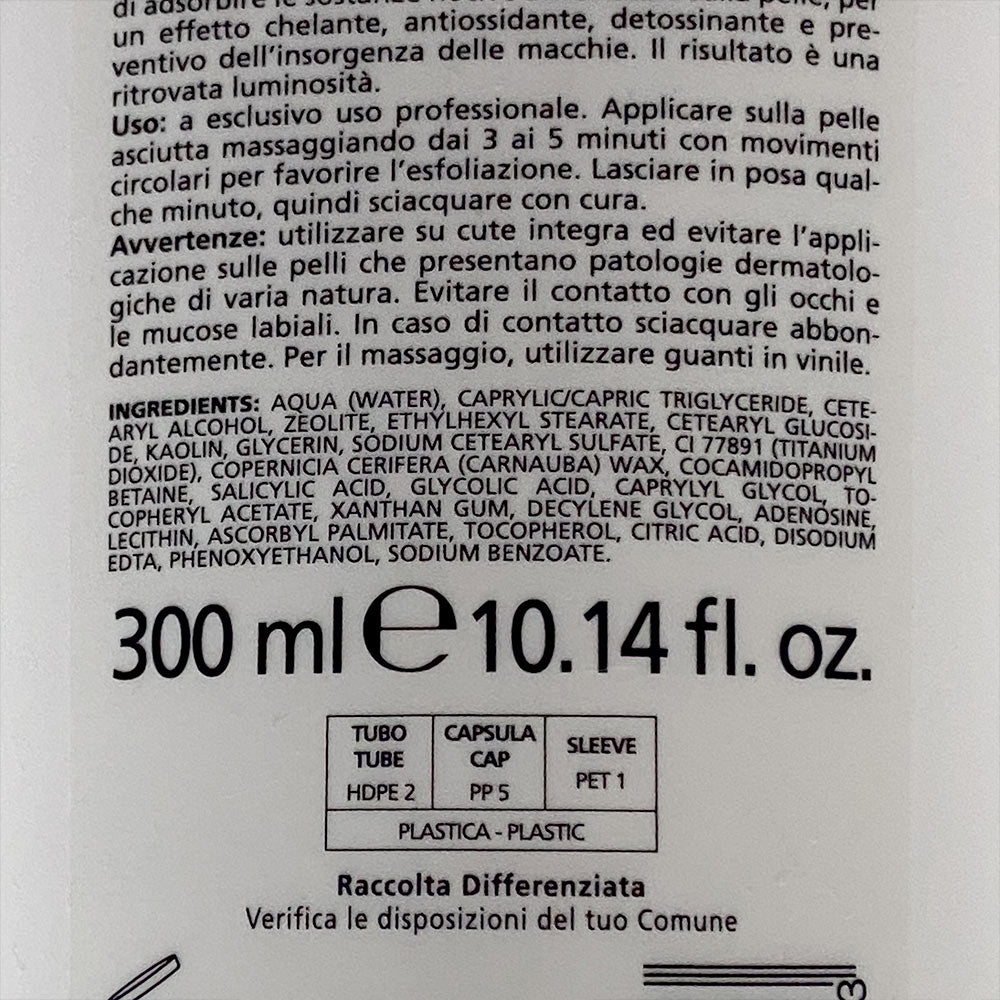 di adsorbire le sostanze
un effetto chelante, antiossidante, detossinante e pre-
ventivo dell'insorgenza delle macchie. Il risultato è una
ritrovata luminosità.
Uso: a esclusivo uso professionale. Applicare sulla pelle
asciutta massaggiando dai 3 ai 5 minuti con movimenti
circolari per favorire l'esfoliazione. Lasciare in posa qual-
che minuto, quindi sciacquare con cura.
Avvertenze: utilizzare su cute integra ed evitare l'appli-
cazione sulle pelli che presentano patologie dermatolo-
giche di varia natura. Evitare il contatto con gli occhi e
le mucose labiali. In caso di contatto sciacquare abbon-
dantemente. Per il massaggio, utilizzare guanti in vinile.
INGREDIENTS: AQUA (WATER), CAPRYLIC/CAPRIC TRIGLYCERIDE, CETE-
ARYL ALCOHOL, ZEOLITE, ETHYLHEXYL STEARATE, CETEARYL GLUCOSI-
DE, KAOLIN, GLYCERIN, SODIUM CETEARYL SULFATE, CI 77891 (TITANIUM
DIOXIDE), COPERNICIA CERIFERA (CARNAUBA) WAX, COCAMIDOPROPYL
BETAINE, SALICYLIC ACID, GLYCOLIC ACID, CAPRYLYL GLYCOL, TO-
COPHERYL ACETATE, XANTHAN GUM, DECYLENE GLYCOL, ADENOSINE,
LECITHIN, ASCORBYL PALMITATE, TOCOPHEROL, CITRIC ACID, DISODIUM
EDTA, PHENOXYETHANOL, SODIUM BENZOATE.
300 ml e 10.14 fl. oz.
TUBO
TUBE
HDPE 2
CAPSULA
CAP
PP 5
SLEEVE
PET 1
PLASTICA - PLASTIC
Raccolta Differenziata
Verifica le disposizioni del tuo Comune
3